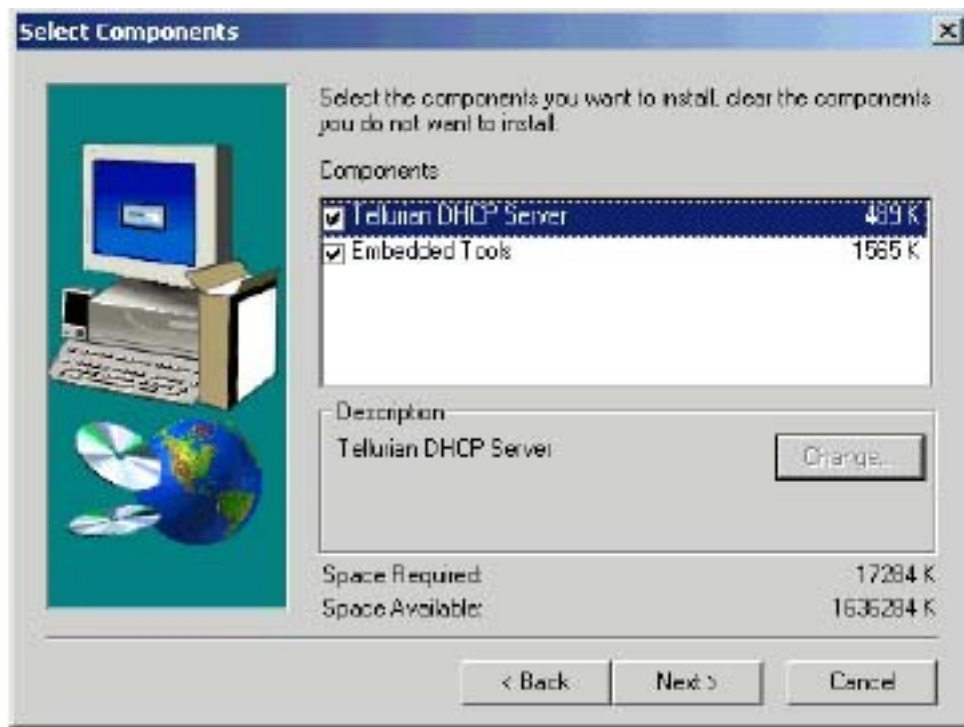 Select Components
Select the components you want to install, clear the components
you do not want to install.
Components
Tellurian DHCP Server 489 K
Embedded Tools 1565 K
Description
Tellurian DHCP Server
Change...
Space Required: 17284 K
Space Available: 1636284 K
< Back Next > Cancel